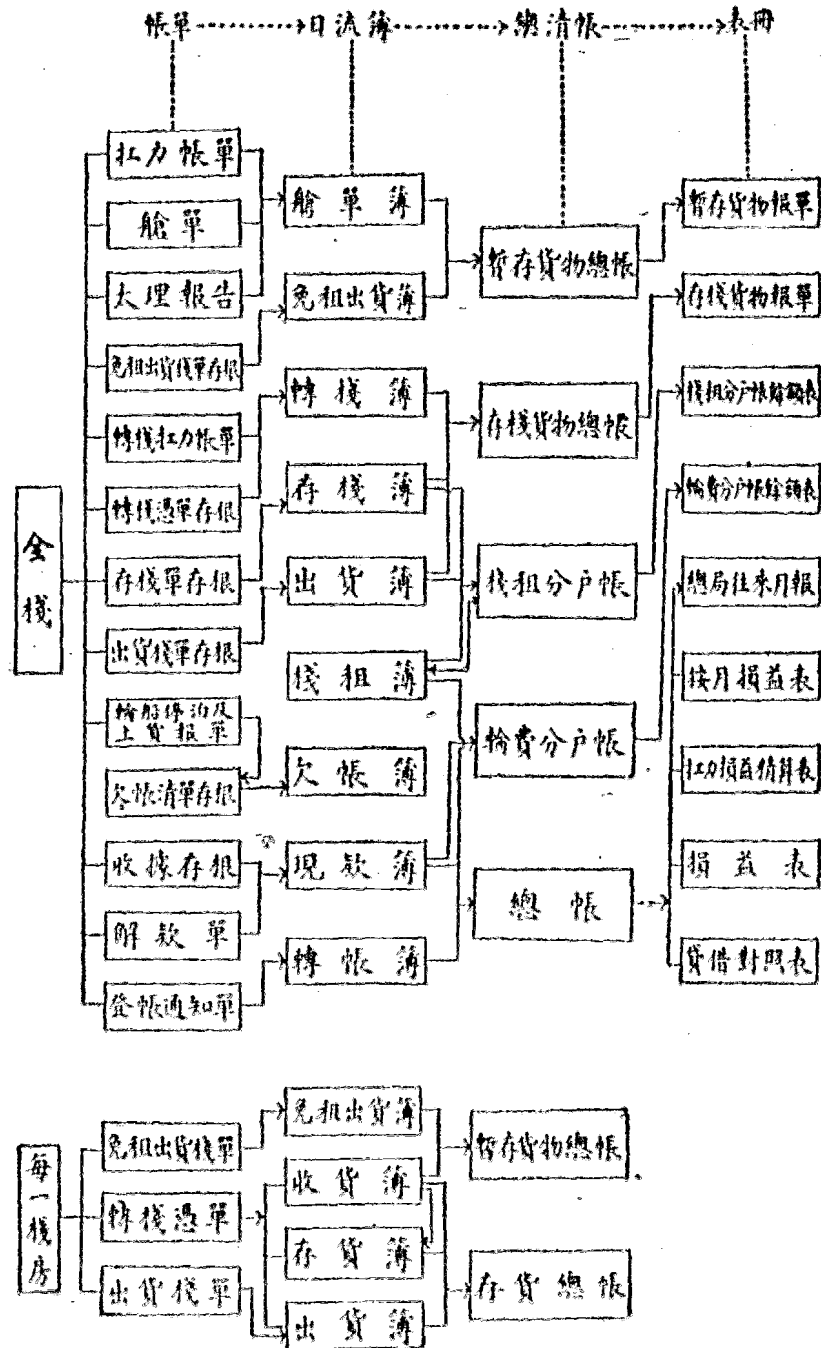 帳單 日流簿 總清帳 表冊
全棧
扛力帳單
艙單
太理報告
免租出貨棧單存根
轉棧扛力帳單
轉棧憑單存根
存棧單存根
出貨棧單存根
輪船停泊及
上貨報單
欠帳清單存根
收據存根
解款單
登帳通知單
艙單簿
免租出貨簿
轉棧簿
存棧簿
出貨簿
棧租簿
欠帳簿
現款簿
轉帳簿
暫存貨物總帳
存棧貨物總帳
棧租分户帳
輪費分户帳
總帳
暫存貨物報單
存棧貨物報單
棧租分户帳餘額表
輪費分户帳餘額表
總局往來月報
按月損益表
扛力損益精算表
損益表
貸借對照表
每一棧房
免租出貨棧單
轉棧憑單
出貨棧單
免租出貨簿
收貨簿
存貨簿
出貨簿
暫存貨物總帳
存貨總帳